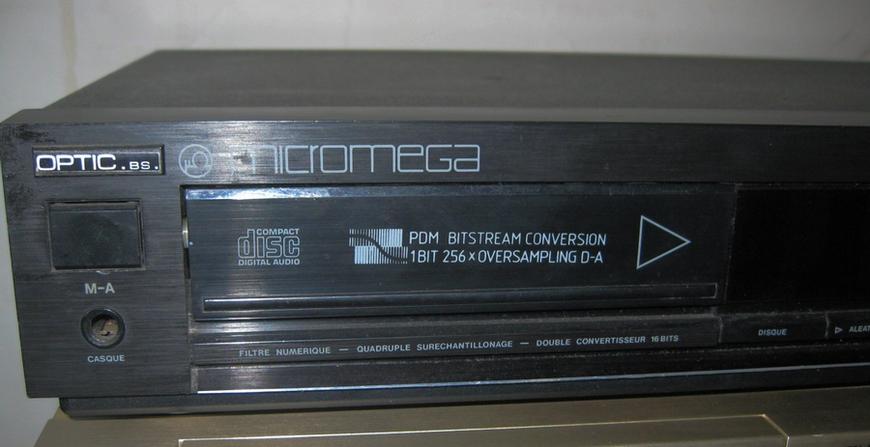 OPTIC.BS.
micromega
COMPACT
disc
DIGITAL AUDIO
PDM BITSTREAM CONVERSION
1BIT 256×OVERSAMPLING D-A
M-A
CASQUE
FILTRE NUMERIQUE — QUADRUPLE SURECHANTILLONAGE — DOUBLE CONVERTISSEUR 16 BITS
DISQUE